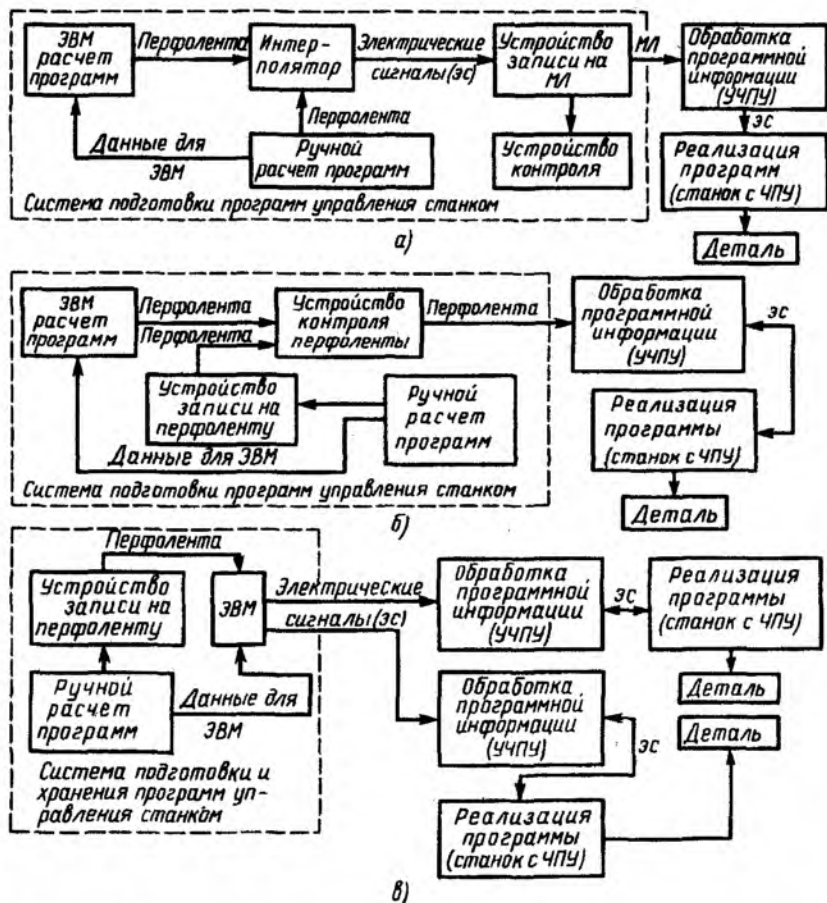 ЭВМ
расчет
программ
Перфолента
Интер-
полятор
Электрические
сигналы (эс)
Устройство
записи на
МЛ
МЛ
Обработка
программной
информации
(УЧПУ)
Перфолента
эс
Данные для
ЭВМ
Ручной
расчет программ
Устройство
контроля
Реализация
программ
(станок с ЧПУ)
Система подготовки программ управления станком
Деталь
а)
ЭВМ
расчет
программ
Перфолента
Перфолента
Устройство
контроля
перфоленты
Перфолента
Обработка
программной
информации
(УЧПУ)
эс
Устройство
записи на
перфоленту
Ручной
расчет
программ
Реализация
программы
(станок с ЧПУ)
Данные для ЭВМ
Система подготовки программ управления станком
Деталь
б)
Перфолента
Устройство
записи на
перфоленту
ЭВМ
Электрические
сигналы (эс)
Обработка
программной
информации
(УЧПУ)
эс
Реализация
программы
(станок с ЧПУ)
Ручной
расчет
программ
Данные для
ЭВМ
Обработка
программной
информации
(УЧПУ)
Деталь
Деталь
эс
Система подготовки и
хранения программ уп-
равления станком
Реализация
программы
(станок с ЧПУ)
в)